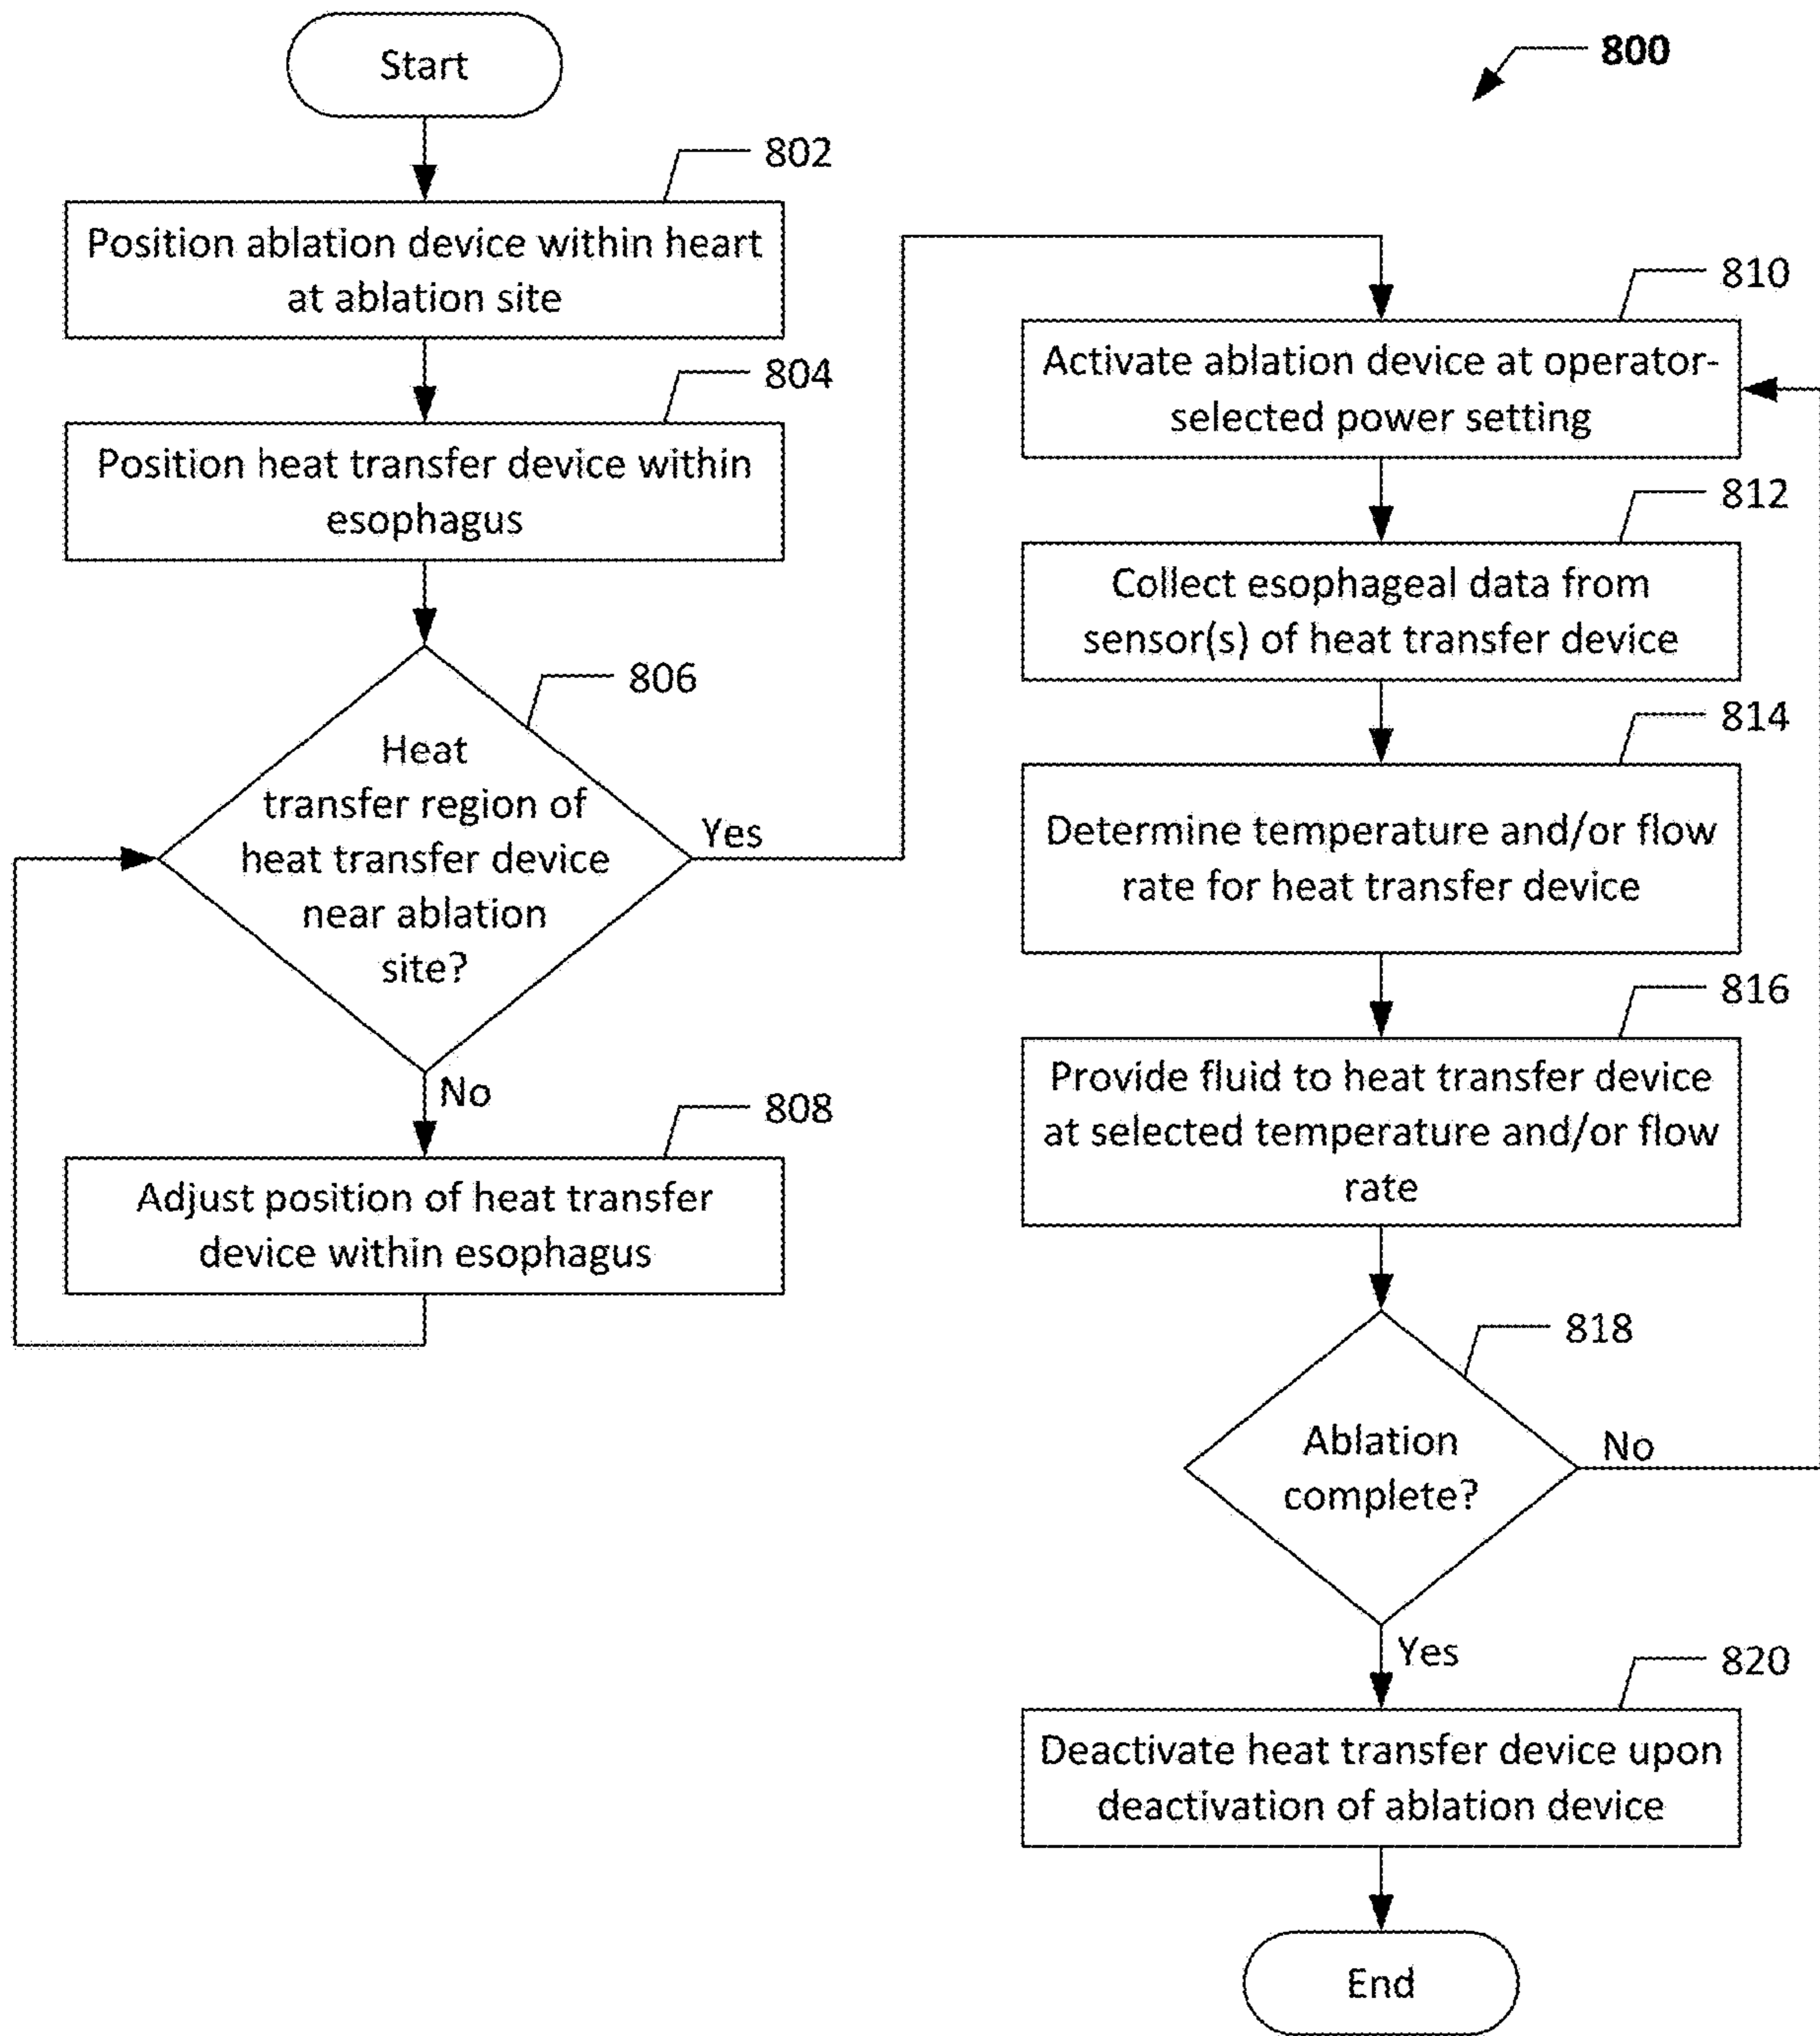 Start
800
802
Position ablation device within heart
at ablation site
804
Position heat transfer device within
esophagus
806
Heat
transfer region of
heat transfer device
near ablation
site?
Yes
No
808
Adjust position of heat transfer
device within esophagus
810
Activate ablation device at operator-
selected power setting
812
Collect esophageal data from
sensor(s) of heat transfer device
814
Determine temperature and/or flow
rate for heat transfer device
816
Provide fluid to heat transfer device
at selected temperature and/or flow
rate
818
Ablation
complete?
No
Yes
820
Deactivate heat transfer device upon
deactivation of ablation device
End